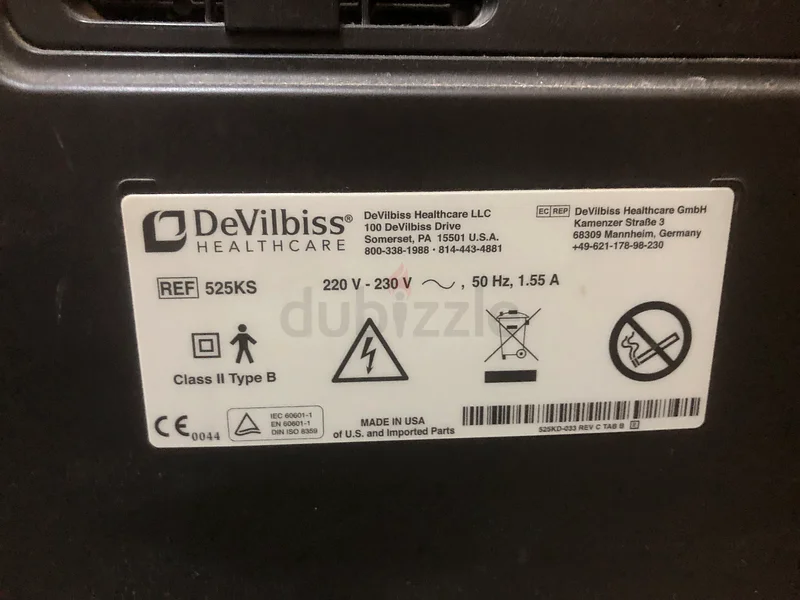 DeVilbiss®
HEALTHCARE
DeVilbiss Healthcare LLC
100 DeVilbiss Drive
Somerset, PA 15501 U.S.A.
800-338-1988 • 814-443-4881
EC REP DeVilbiss Healthcare GmbH
Kamenzer Straße 3
68309 Mannheim, Germany
+49-621-178-98-230
REF 525KS
220 V - 230 V ~, 50 Hz, 1.55 A
dubizzle
Class II Type B
CE 0044
IEC 60601-1
EN 60601-1
DIN ISO 8359
MADE IN USA
of U.S. and Imported Parts
525KD-033 REV C TAB B